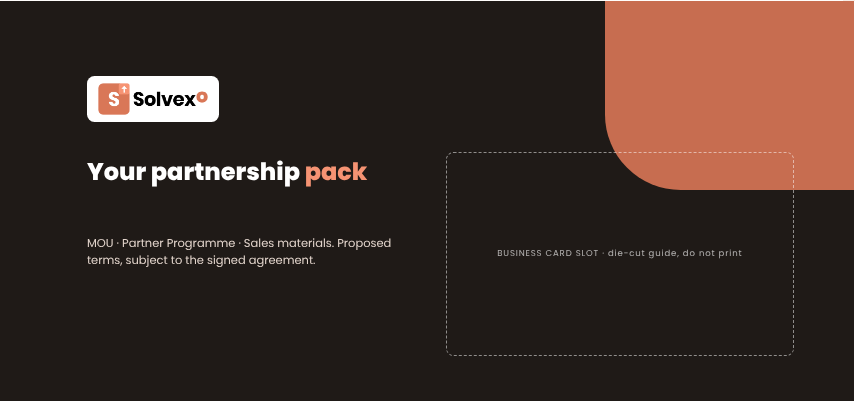 S Solvex
Your partnership pack
MOU · Partner Programme · Sales materials. Proposed
terms, subject to the signed agreement.
BUSINESS CARD SLOT · die-cut guide, do not print